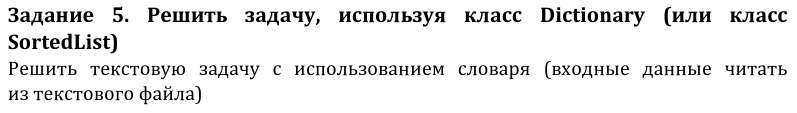 Задание 5. Решить задачу, используя класс Dictionary (или класс
SortedList)
Решить текстовую задачу с использованием словаря (входные данные читать
из текстового файла)